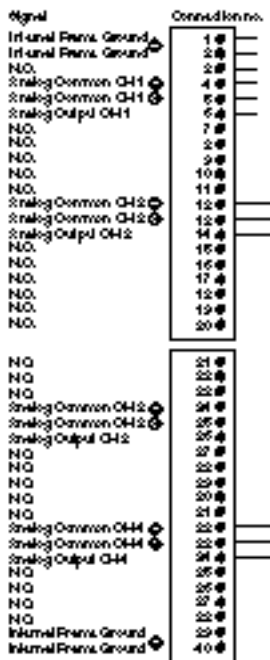 Signal Connection no.
Internal Frame Ground 1
Internal Frame Ground 2
N.C. 3
Analog Common CH1 4
Analog Common CH1 5
Analog Output CH1 6
N.C. 7
N.C. 8
N.C. 9
N.C. 10
N.C. 11
Analog Common CH2 12
Analog Common CH2 13
Analog Output CH2 14
N.C. 15
N.C. 16
N.C. 17
N.C. 18
N.C. 19
N.C. 20
NC 21
NC 22
NC 23
Analog Common CH3 24
Analog Common CH3 25
Analog Output CH3 26
NC 27
NC 28
NC 29
NC 30
NC 31
Analog Common CH4 32
Analog Common CH4 33
Analog Output CH4 34
NC 35
NC 36
NC 37
NC 38
Internal Frame Ground 39
Internal Frame Ground 40